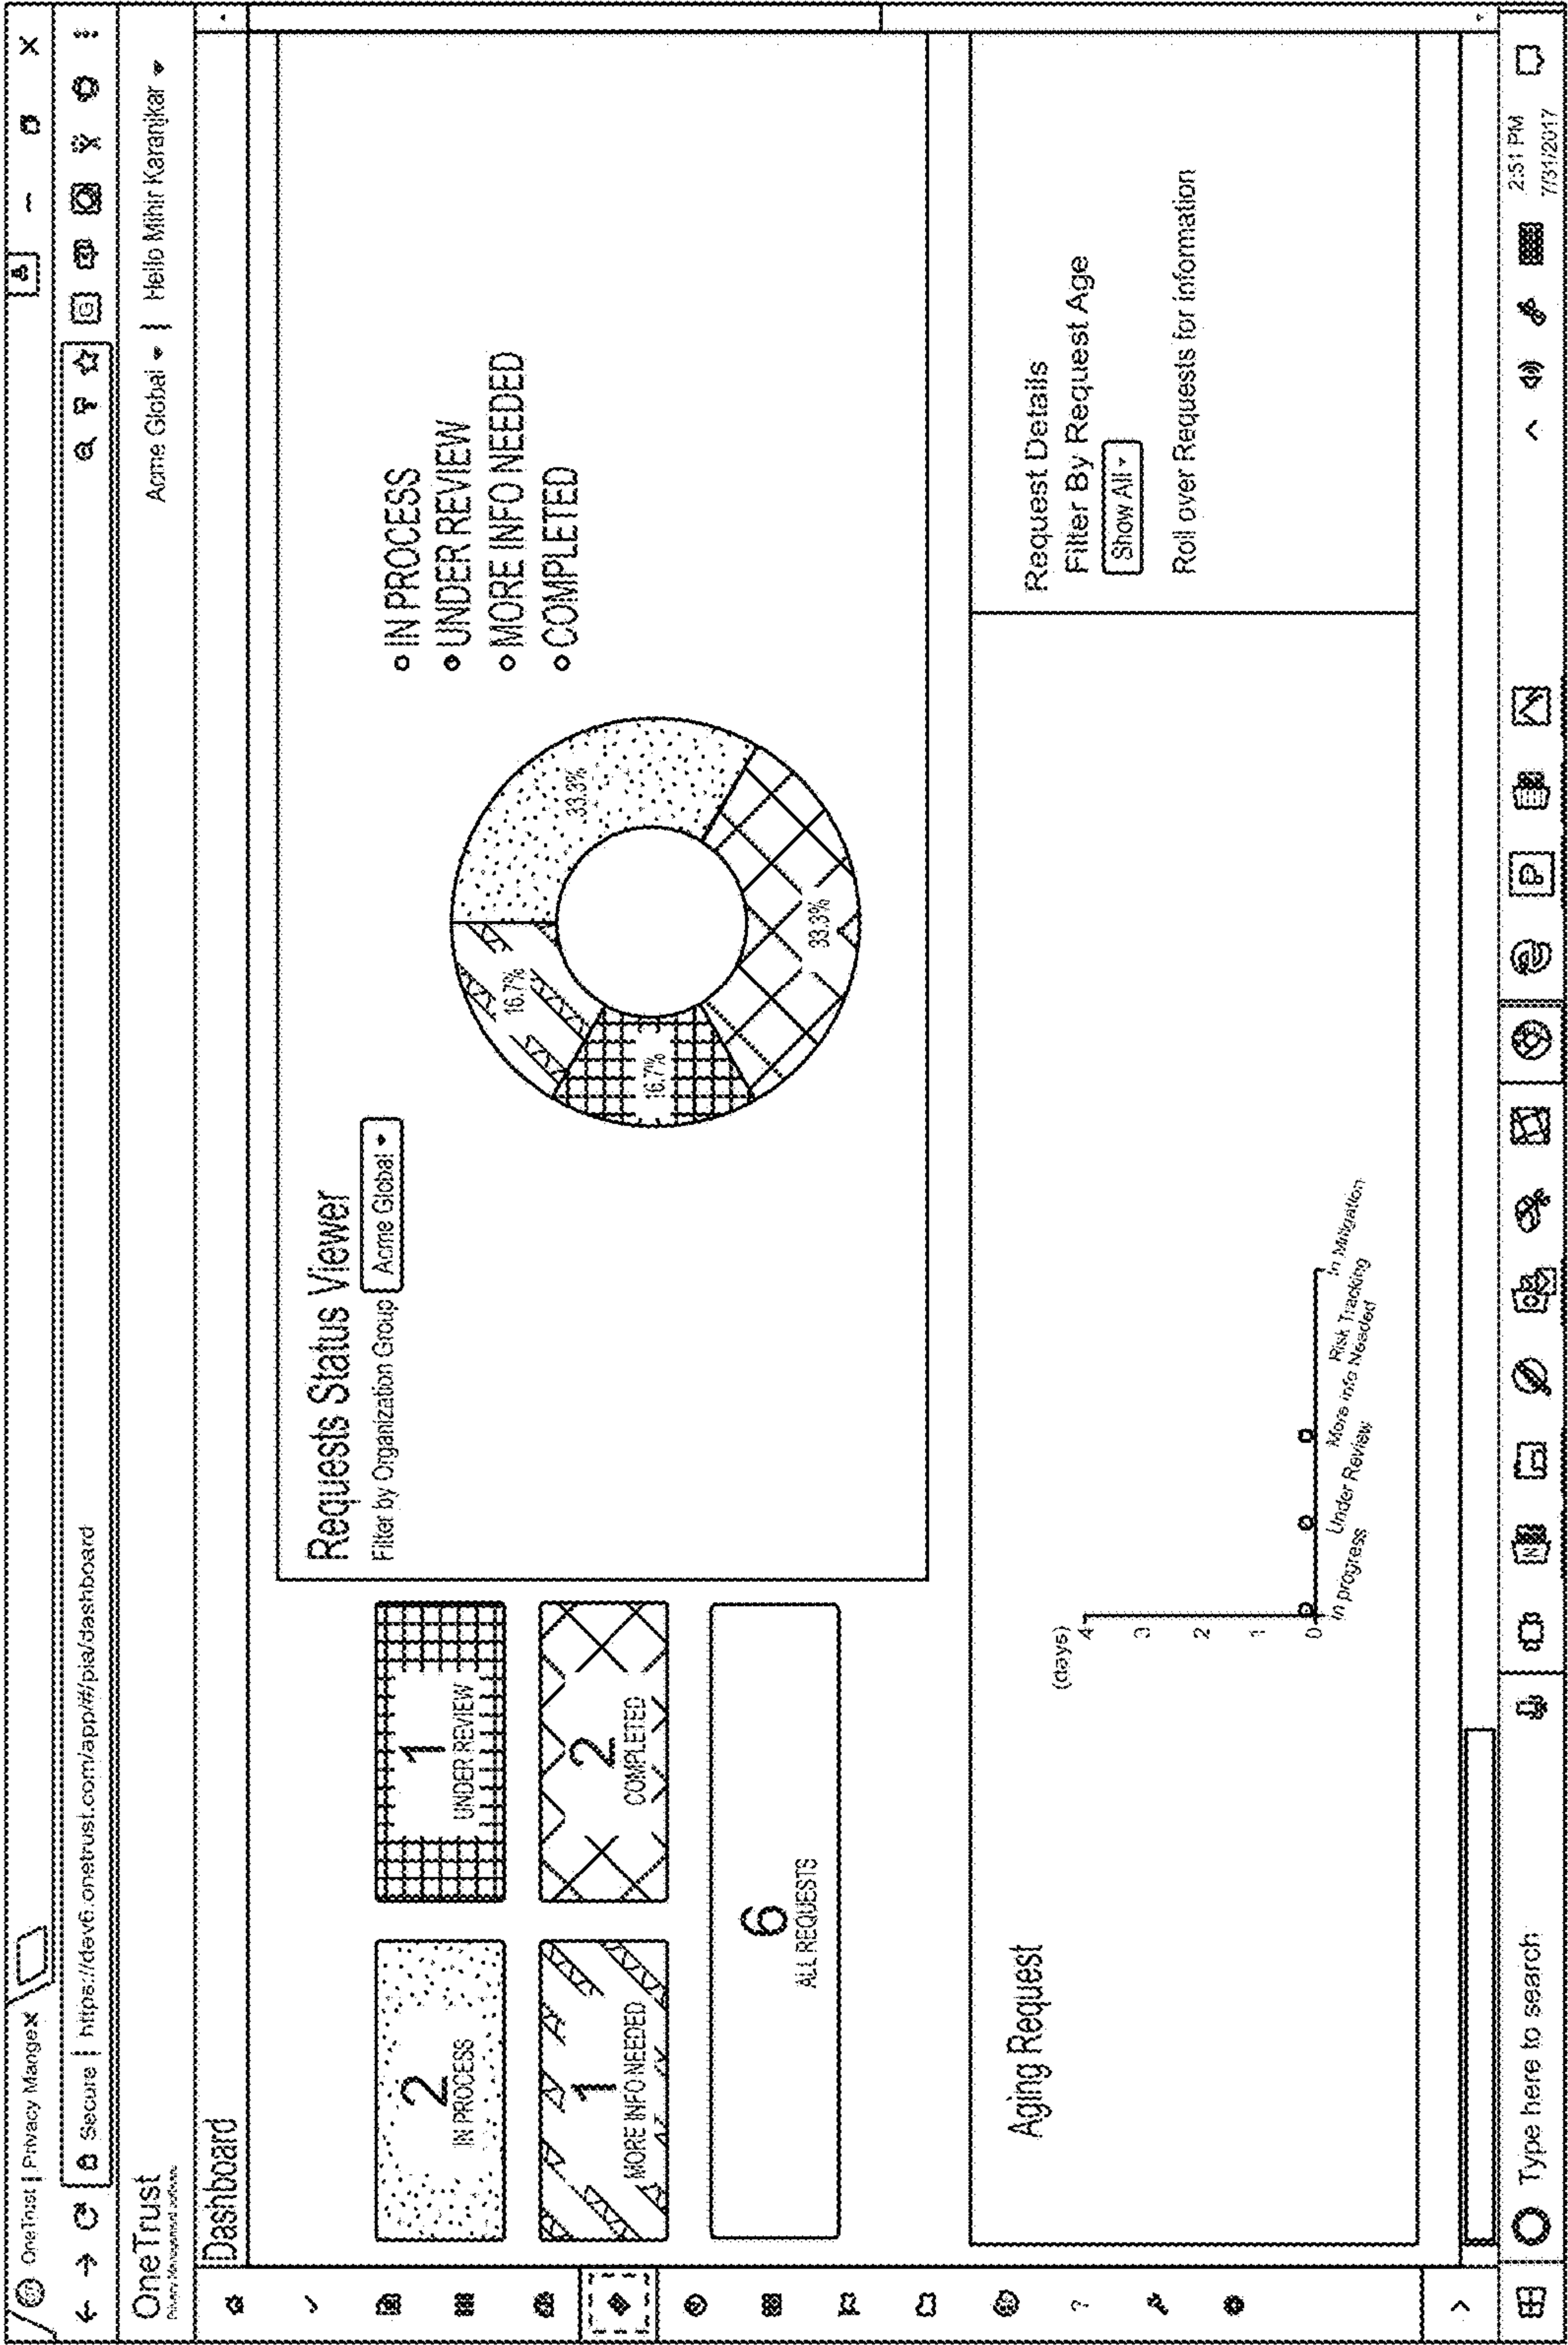 OneTrust | Privacy Mange
Secure | https://dev6.onetrust.com/app/#/pia/dashboard
OneTrust
Privacy Management Software
Acme Global
Hello Mihir Karanjkar
Dashboard
2
IN PROCESS
1
UNDER REVIEW
1
MORE INFO NEEDED
2
COMPLETED
6
ALL REQUESTS
Requests Status Viewer
Filter by Organization Group
Acme Global
33.3%
33.3%
16.7%
16.7%
IN PROCESS
UNDER REVIEW
MORE INFO NEEDED
COMPLETED
Aging Request
(days)
4
3
2
1
0
In progress
Under Review
More info Needed
Risk Tracking
In Mitigation
Request Details
Filter By Request Age
Show All
Roll over Requests for information
Type here to search
2:51 PM
7/31/2017